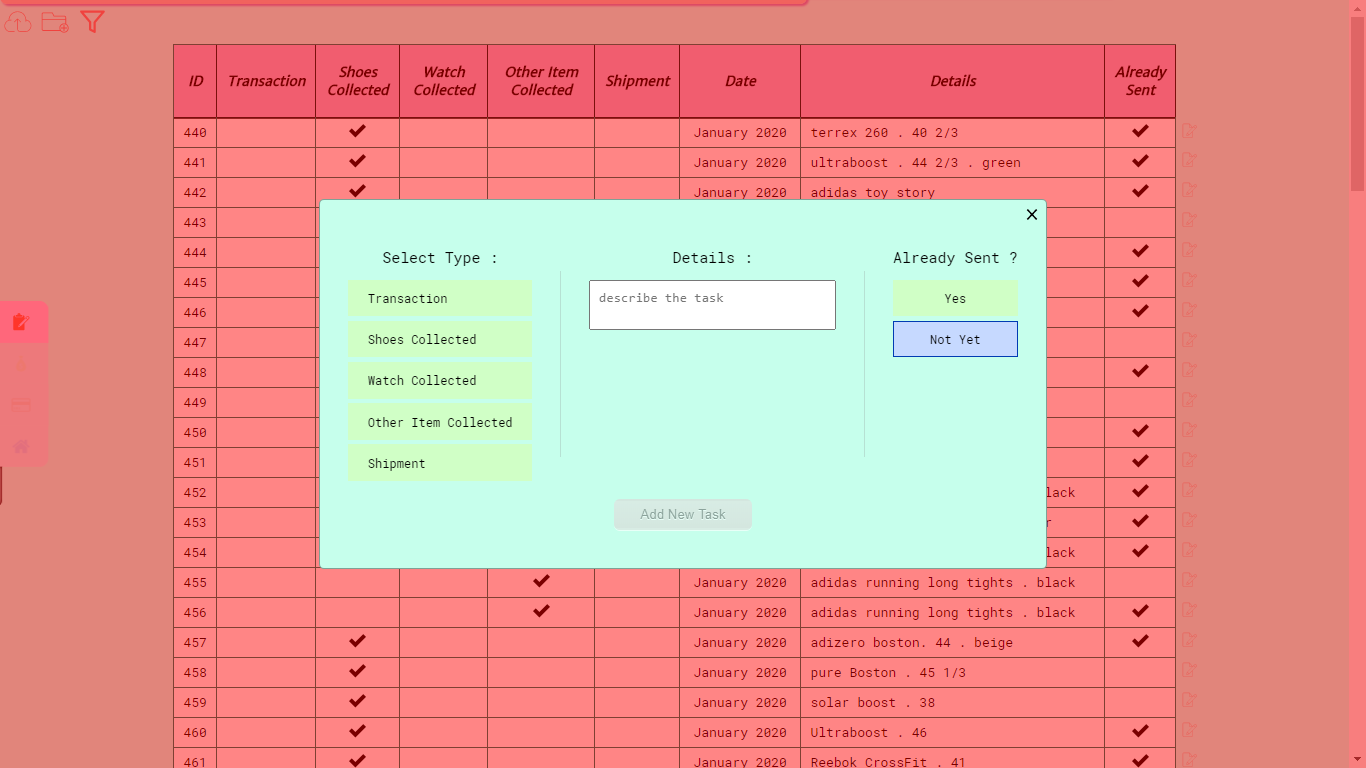 ID Transaction Shoes Collected Watch Collected Other Item Collected Shipment Date Details Already Sent
440 January 2020 terrex 260 . 40 2/3
441 January 2020 ultraboost . 44 2/3 . green
442 January 2020 adidas toy story
443
444
445
446
447
448
449
450
451
452 lack
453 r
454 lack
455 January 2020 adidas running long tights . black
456 January 2020 adidas running long tights . black
457 January 2020 adizero boston. 44 . beige
458 January 2020 pure Boston . 45 1/3
459 January 2020 solar boost . 38
460 January 2020 Ultraboost . 46
461 January 2020 Reebok CrossFit . 41
Select Type :
Transaction
Shoes Collected
Watch Collected
Other Item Collected
Shipment
Details :
describe the task
Already Sent ?
Yes
Not Yet
Add New Task